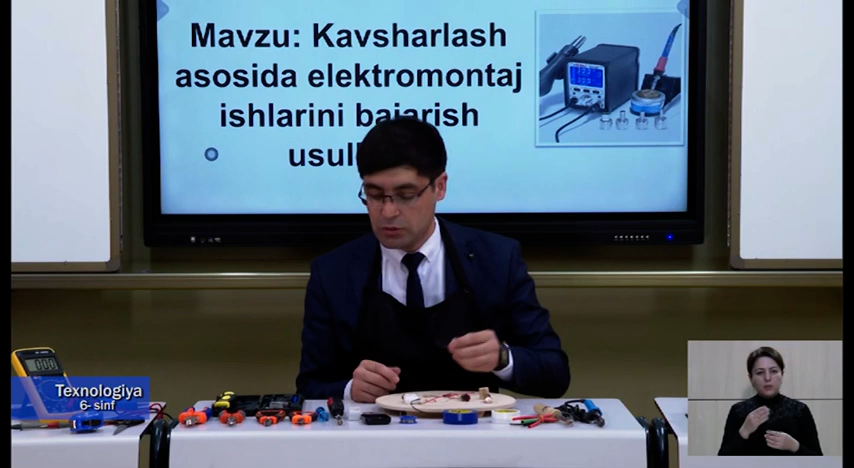 Mavzu: Kavsharlash
asosida elektromontaj
ishlarini bajarish
Texnologiya
6- sinf